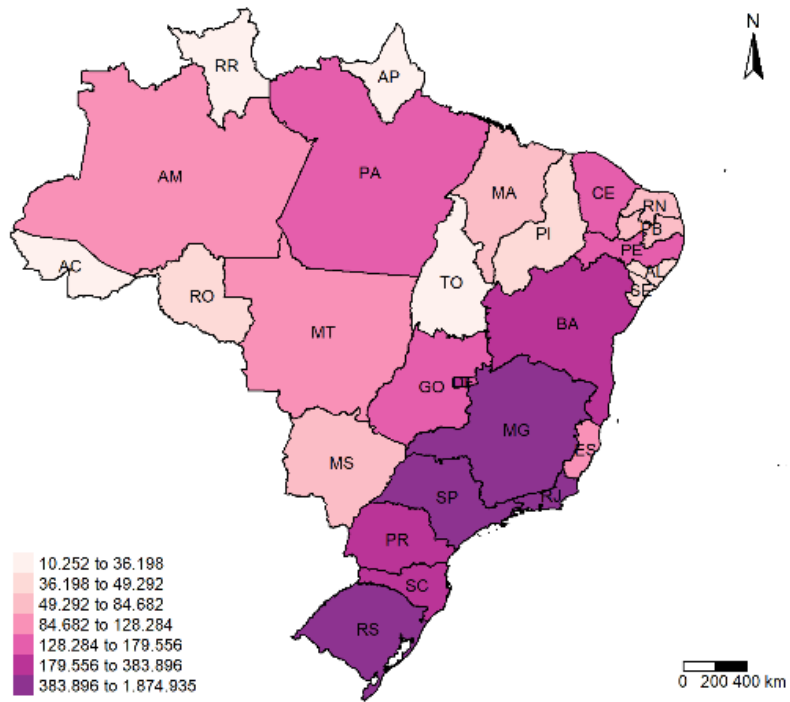 N
RR
AP
AM
PA
MA
CE
RN
PB
PI
PE
AL
SE
AC
RO
TO
BA
MT
GO
DF
MG
ES
MS
SP
RJ
PR
SC
RS
10.252 to 36.198
36.198 to 49.292
49.292 to 84.682
84.682 to 128.284
128.284 to 179.556
179.556 to 383.896
383.896 to 1.874.935
0 200 400 km